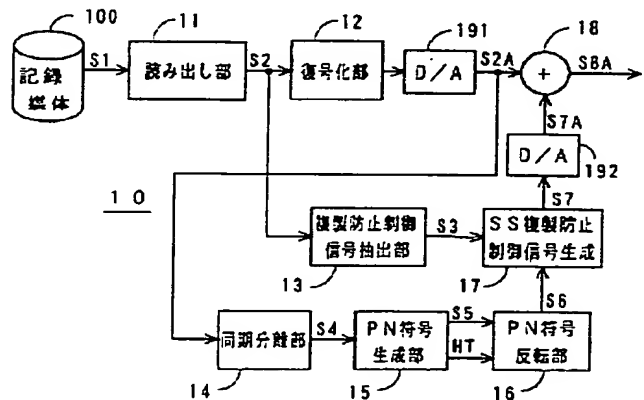 100
11
12
191
18
S1
S2
S2A
S8A
記録
媒体
読み出し部
復号化部
D/A
+
S7A
D/A
192
10
S7
複製防止制御
信号抽出部
S3
SS複製防止
制御信号生成
13
17
S6
同期分離部
S4
PN符号
生成部
S5
HT
PN符号
反転部
14
15
16